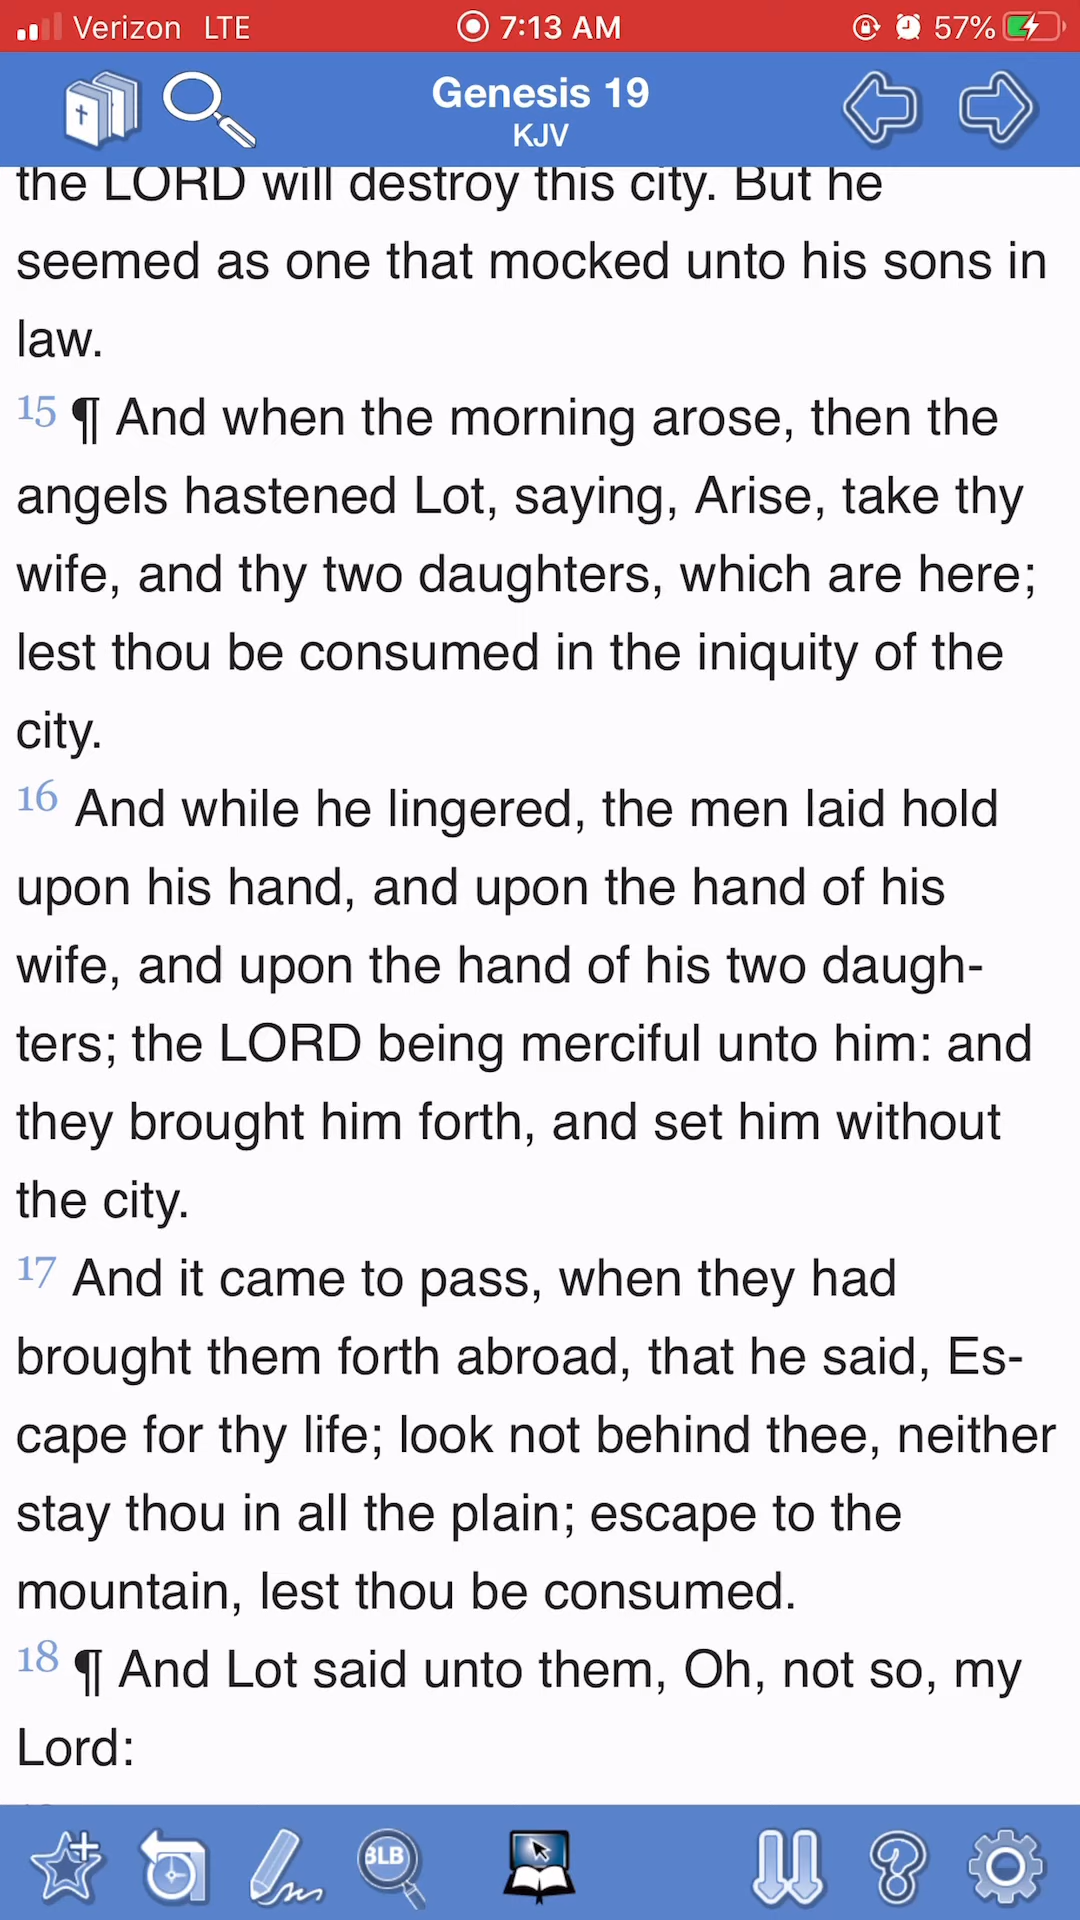 Verizon LTE 7:13 AM 57%
Genesis 19
KJV
the LORD will destroy this city. But he
seemed as one that mocked unto his sons in
law.
15 ¶ And when the morning arose, then the
angels hastened Lot, saying, Arise, take thy
wife, and thy two daughters, which are here;
lest thou be consumed in the iniquity of the
city.
16 And while he lingered, the men laid hold
upon his hand, and upon the hand of his
wife, and upon the hand of his two daugh-
ters; the LORD being merciful unto him: and
they brought him forth, and set him without
the city.
17 And it came to pass, when they had
brought them forth abroad, that he said, Es-
cape for thy life; look not behind thee, neither
stay thou in all the plain; escape to the
mountain, lest thou be consumed.
18 ¶ And Lot said unto them, Oh, not so, my
Lord:
BLB